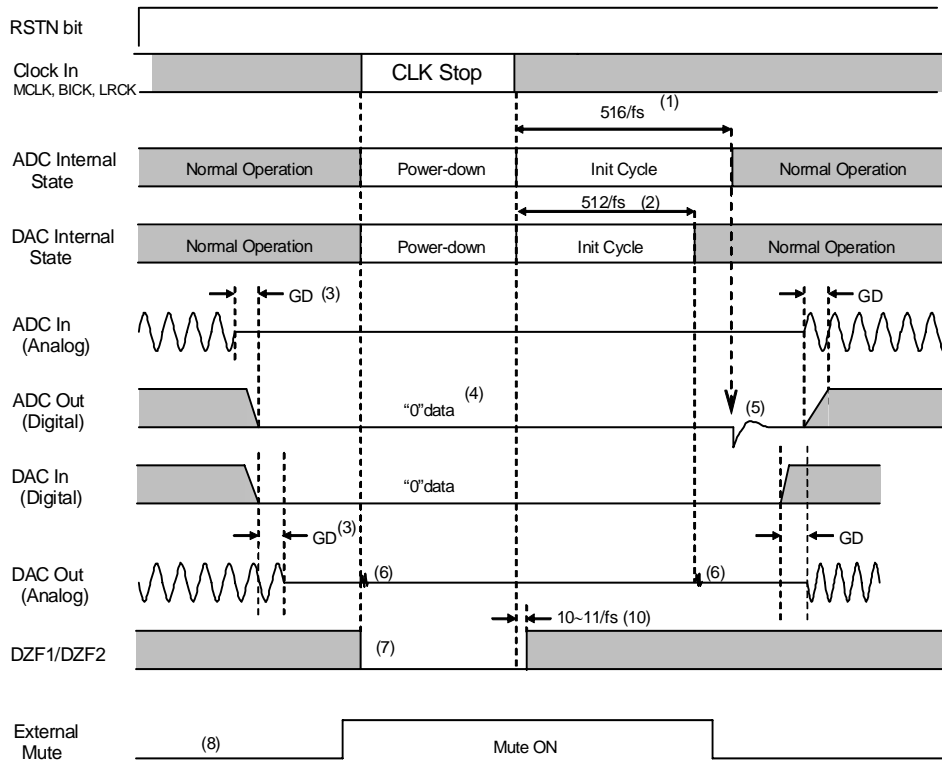 RSTN bit
Clock In
MCLK, BICK, LRCK
CLK Stop
516/fs (1)
ADC Internal
State
Normal Operation
Power-down
Init Cycle
Normal Operation
512/fs (2)
DAC Internal
State
Normal Operation
Power-down
Init Cycle
Normal Operation
GD (3)
GD
ADC In
(Analog)
ADC Out
(Digital)
“0”data
(4)
(5)
DAC In
(Digital)
“0”data
GD (3)
GD
DAC Out
(Analog)
(6)
(6)
10~11/fs (10)
DZF1/DZF2
(7)
External
Mute
(8)
Mute ON